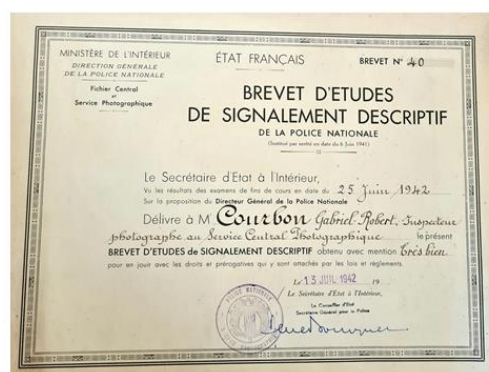 MINISTÈRE DE L'INTÉRIEUR
DIRECTION GÉNÉRALE
DE LA POLICE NATIONALE
Fichier Central
et
Service Photographique
ÉTAT FRANÇAIS
BREVET N° 40
BREVET D'ETUDES
DE SIGNALEMENT DESCRIPTIF
DE LA POLICE NATIONALE
(Institué par arrêté en date du 6 Juin 1941)
Le Secrétaire d'Etat à l'Intérieur,
Vu les résultats des examens de fins de cours en date du 25 Juin 1942
Sur la proposition du Directeur Général de la Police Nationale
Délivre à Mr Courbon Gabriel Robert, Inspecteur
photographe au Service Central Photographique le présent
BREVET D'ETUDES de SIGNALEMENT DESCRIPTIF obtenu avec mention Très bien
pour en jouir avec les droits et prérogatives qui y sont attachés par les lois et règlements.
Le 13 JUIL 1942 19
Le Secrétaire d'Etat à l'Intérieur,
Le Conseiller d'Etat
Secrétaire Général pour la Police
POLICE NATIONALE